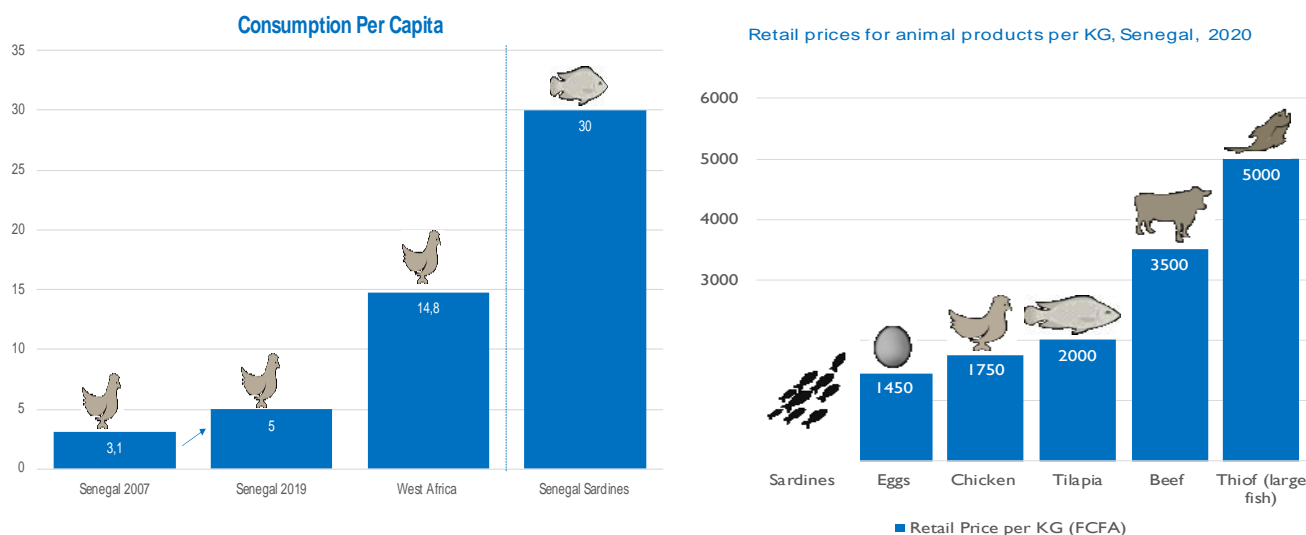 Consumption Per Capita
35
30
25
20
15
10
5
0
3,1
5
14,8
30
Senegal 2007
Senegal 2019
West Africa
Senegal Sardines
Retail prices for animal products per KG, Senegal, 2020
6000
5000
4000
3000
1450
1750
2000
3500
5000
Sardines
Eggs
Chicken
Tilapia
Beef
Thiof (large
fish)
Retail Price per KG (FCFA)